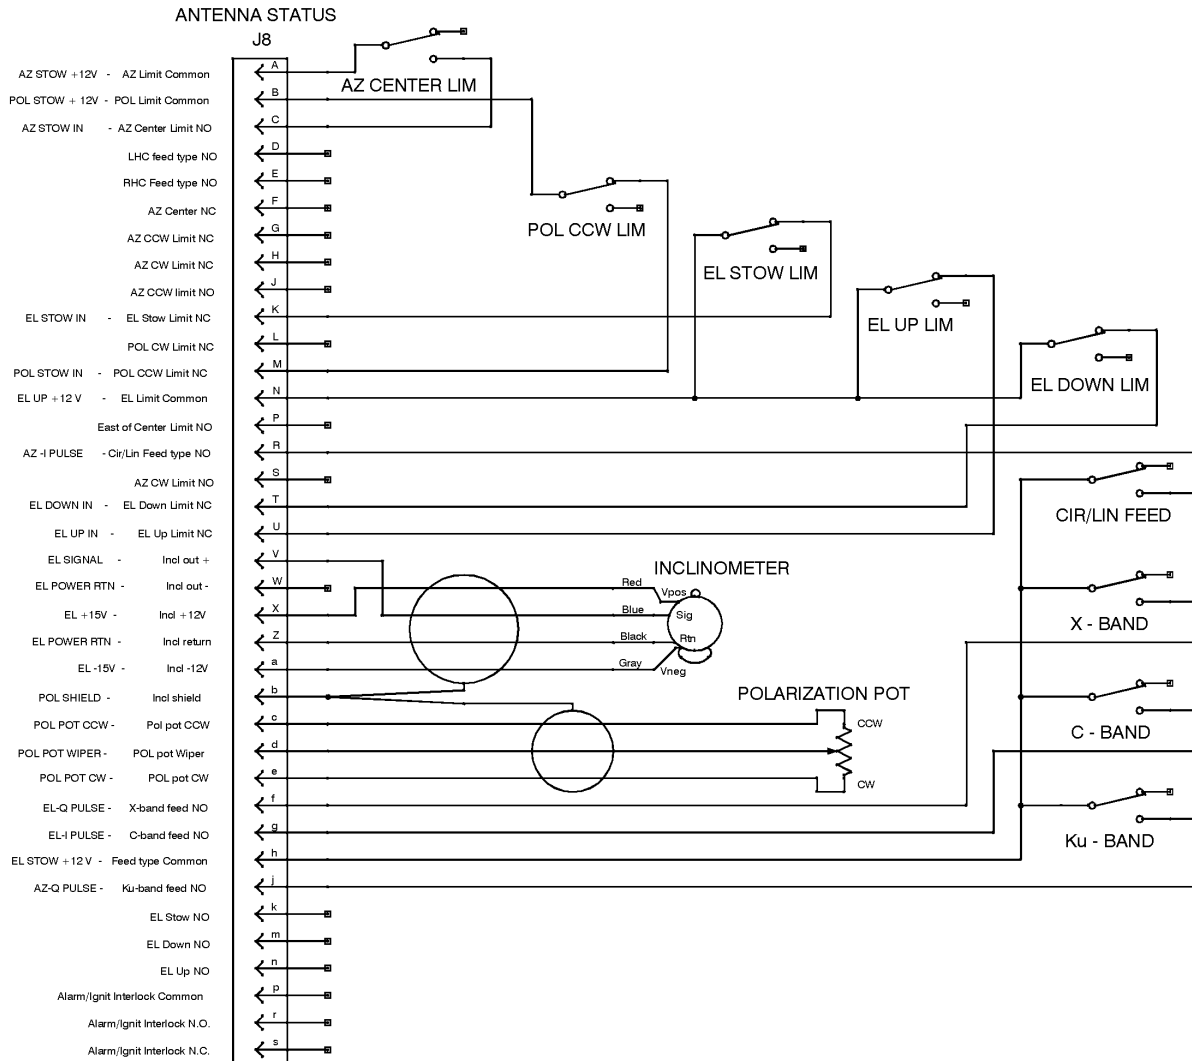 ANTENNA STATUS
J8
AZ STOW +12V - AZ Limit Common A
POL STOW + 12V - POL Limit Common B
AZ STOW IN - AZ Center Limit NO C
LHC feed type NO D
RHC Feed type NO E
AZ Center NC F
AZ CCW Limit NC G
AZ CW Limit NC H
AZ CCW limit NO J
EL STOW IN - EL Stow Limit NC K
POL CW Limit NC L
POL STOW IN - POL CCW Limit NC M
EL UP +12 V - EL Limit Common N
East of Center Limit NO P
AZ -I PULSE -Cir/Lin Feed type NO R
AZ CW Limit NO S
EL DOWN IN - EL Down Limit NC T
EL UP IN - EL Up Limit NC U
EL SIGNAL - Incl out + V
EL POWER RTN - Incl out - W
EL +15V - Incl +12V X
EL POWER RTN - Incl return Z
EL -15V - Incl -12V a
POL SHIELD - Incl shield b
POL POT CCW - Pol pot CCW c
POL POT WIPER - POL pot Wiper d
POL POT CW - POL pot CW e
EL-Q PULSE - X-band feed NO f
EL-I PULSE - C-band feed NO g
EL STOW +12 V - Feed type Common h
AZ-Q PULSE - Ku-band feed NO j
EL Stow NO k
EL Down NO m
EL Up NO n
Alarm/Ignit Interlock Common p
Alarm/Ignit Interlock N.O. r
Alarm/Ignit Interlock N.C. s
AZ CENTER LIM
POL CCW LIM
EL STOW LIM
EL UP LIM
EL DOWN LIM
CIR/LIN FEED
X - BAND
C - BAND
Ku - BAND
INCLINOMETER
Red
Vpos
Blue
Sig
Black
Rtn
Gray
Vneg
POLARIZATION POT
CCW
CW